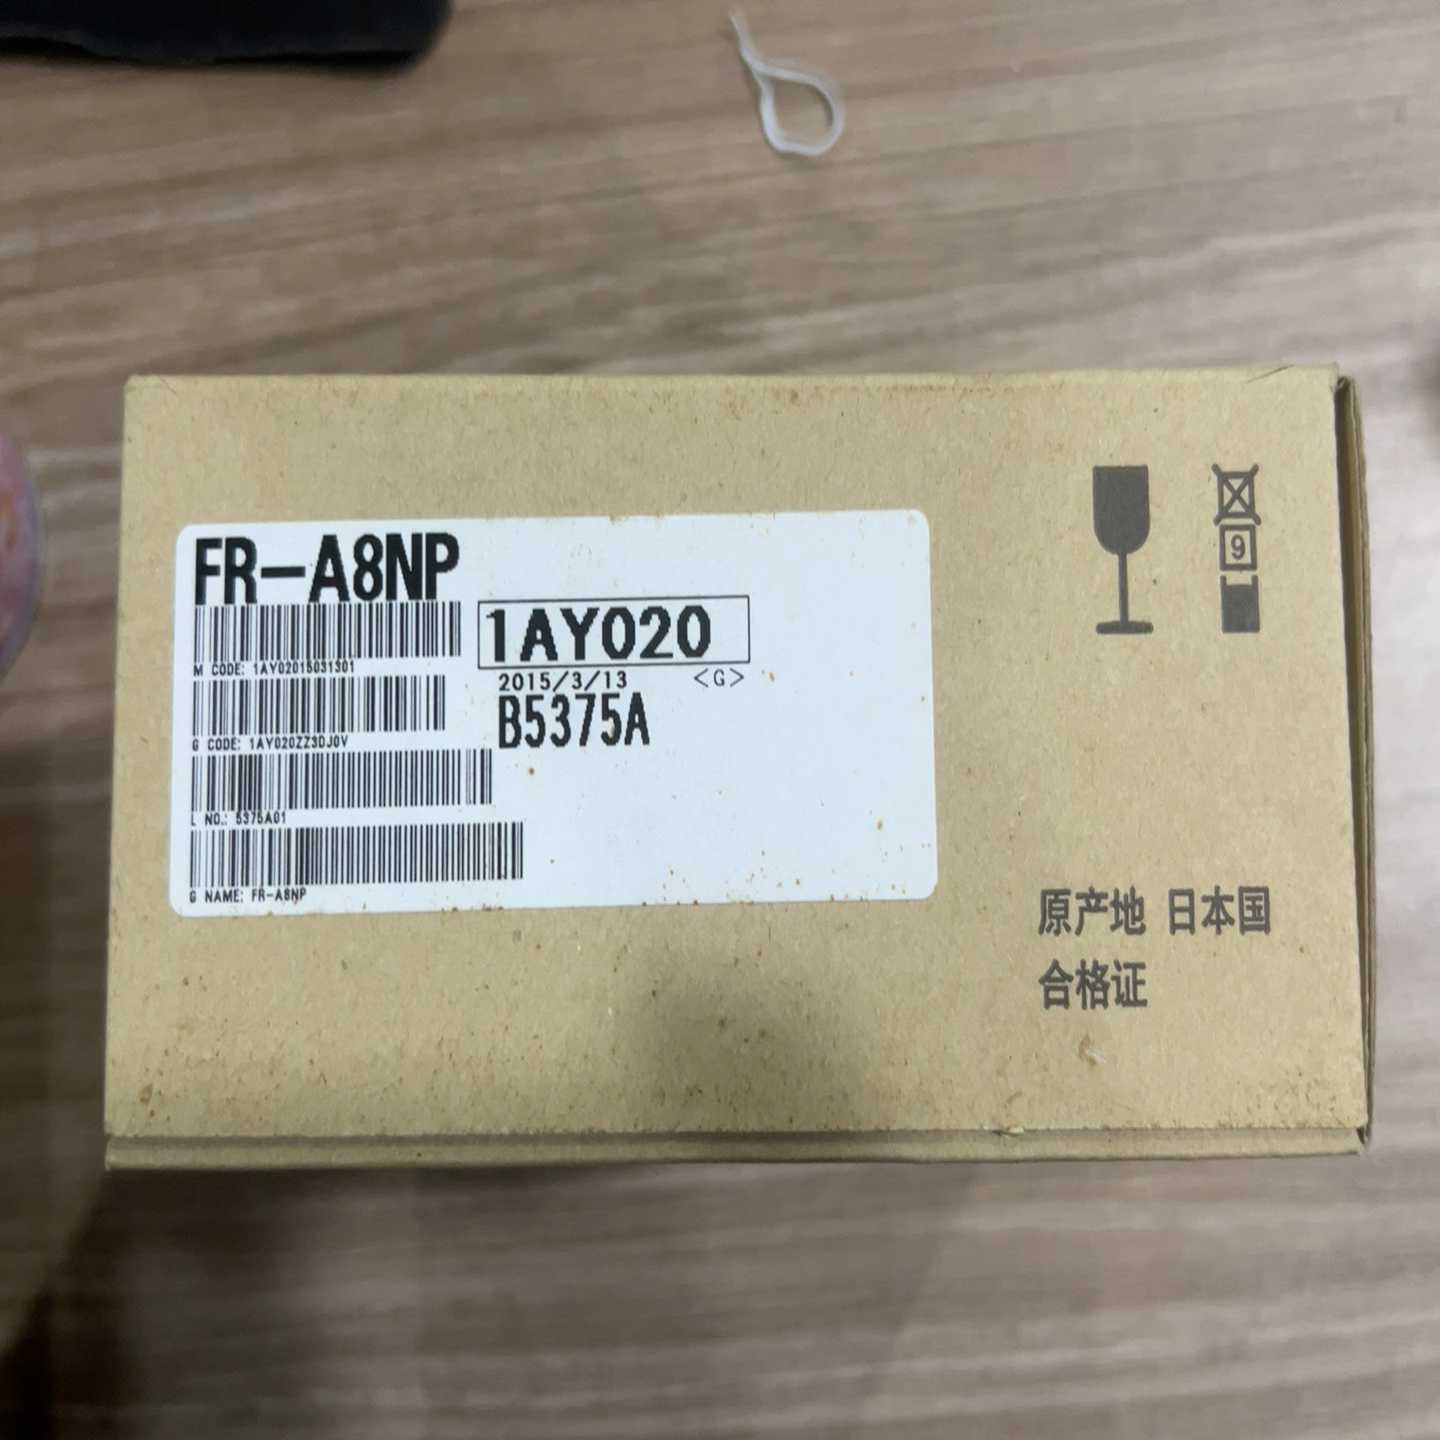 FR-A8NP
M CODE: 1AY02015031301
1AY020
2015/3/13 <G>
B5375A
G CODE: 1AY020ZZ3DJ0V
L NO.: 5375A01
G NAME: FR-A8NP
9
原产地 日本国
合格证